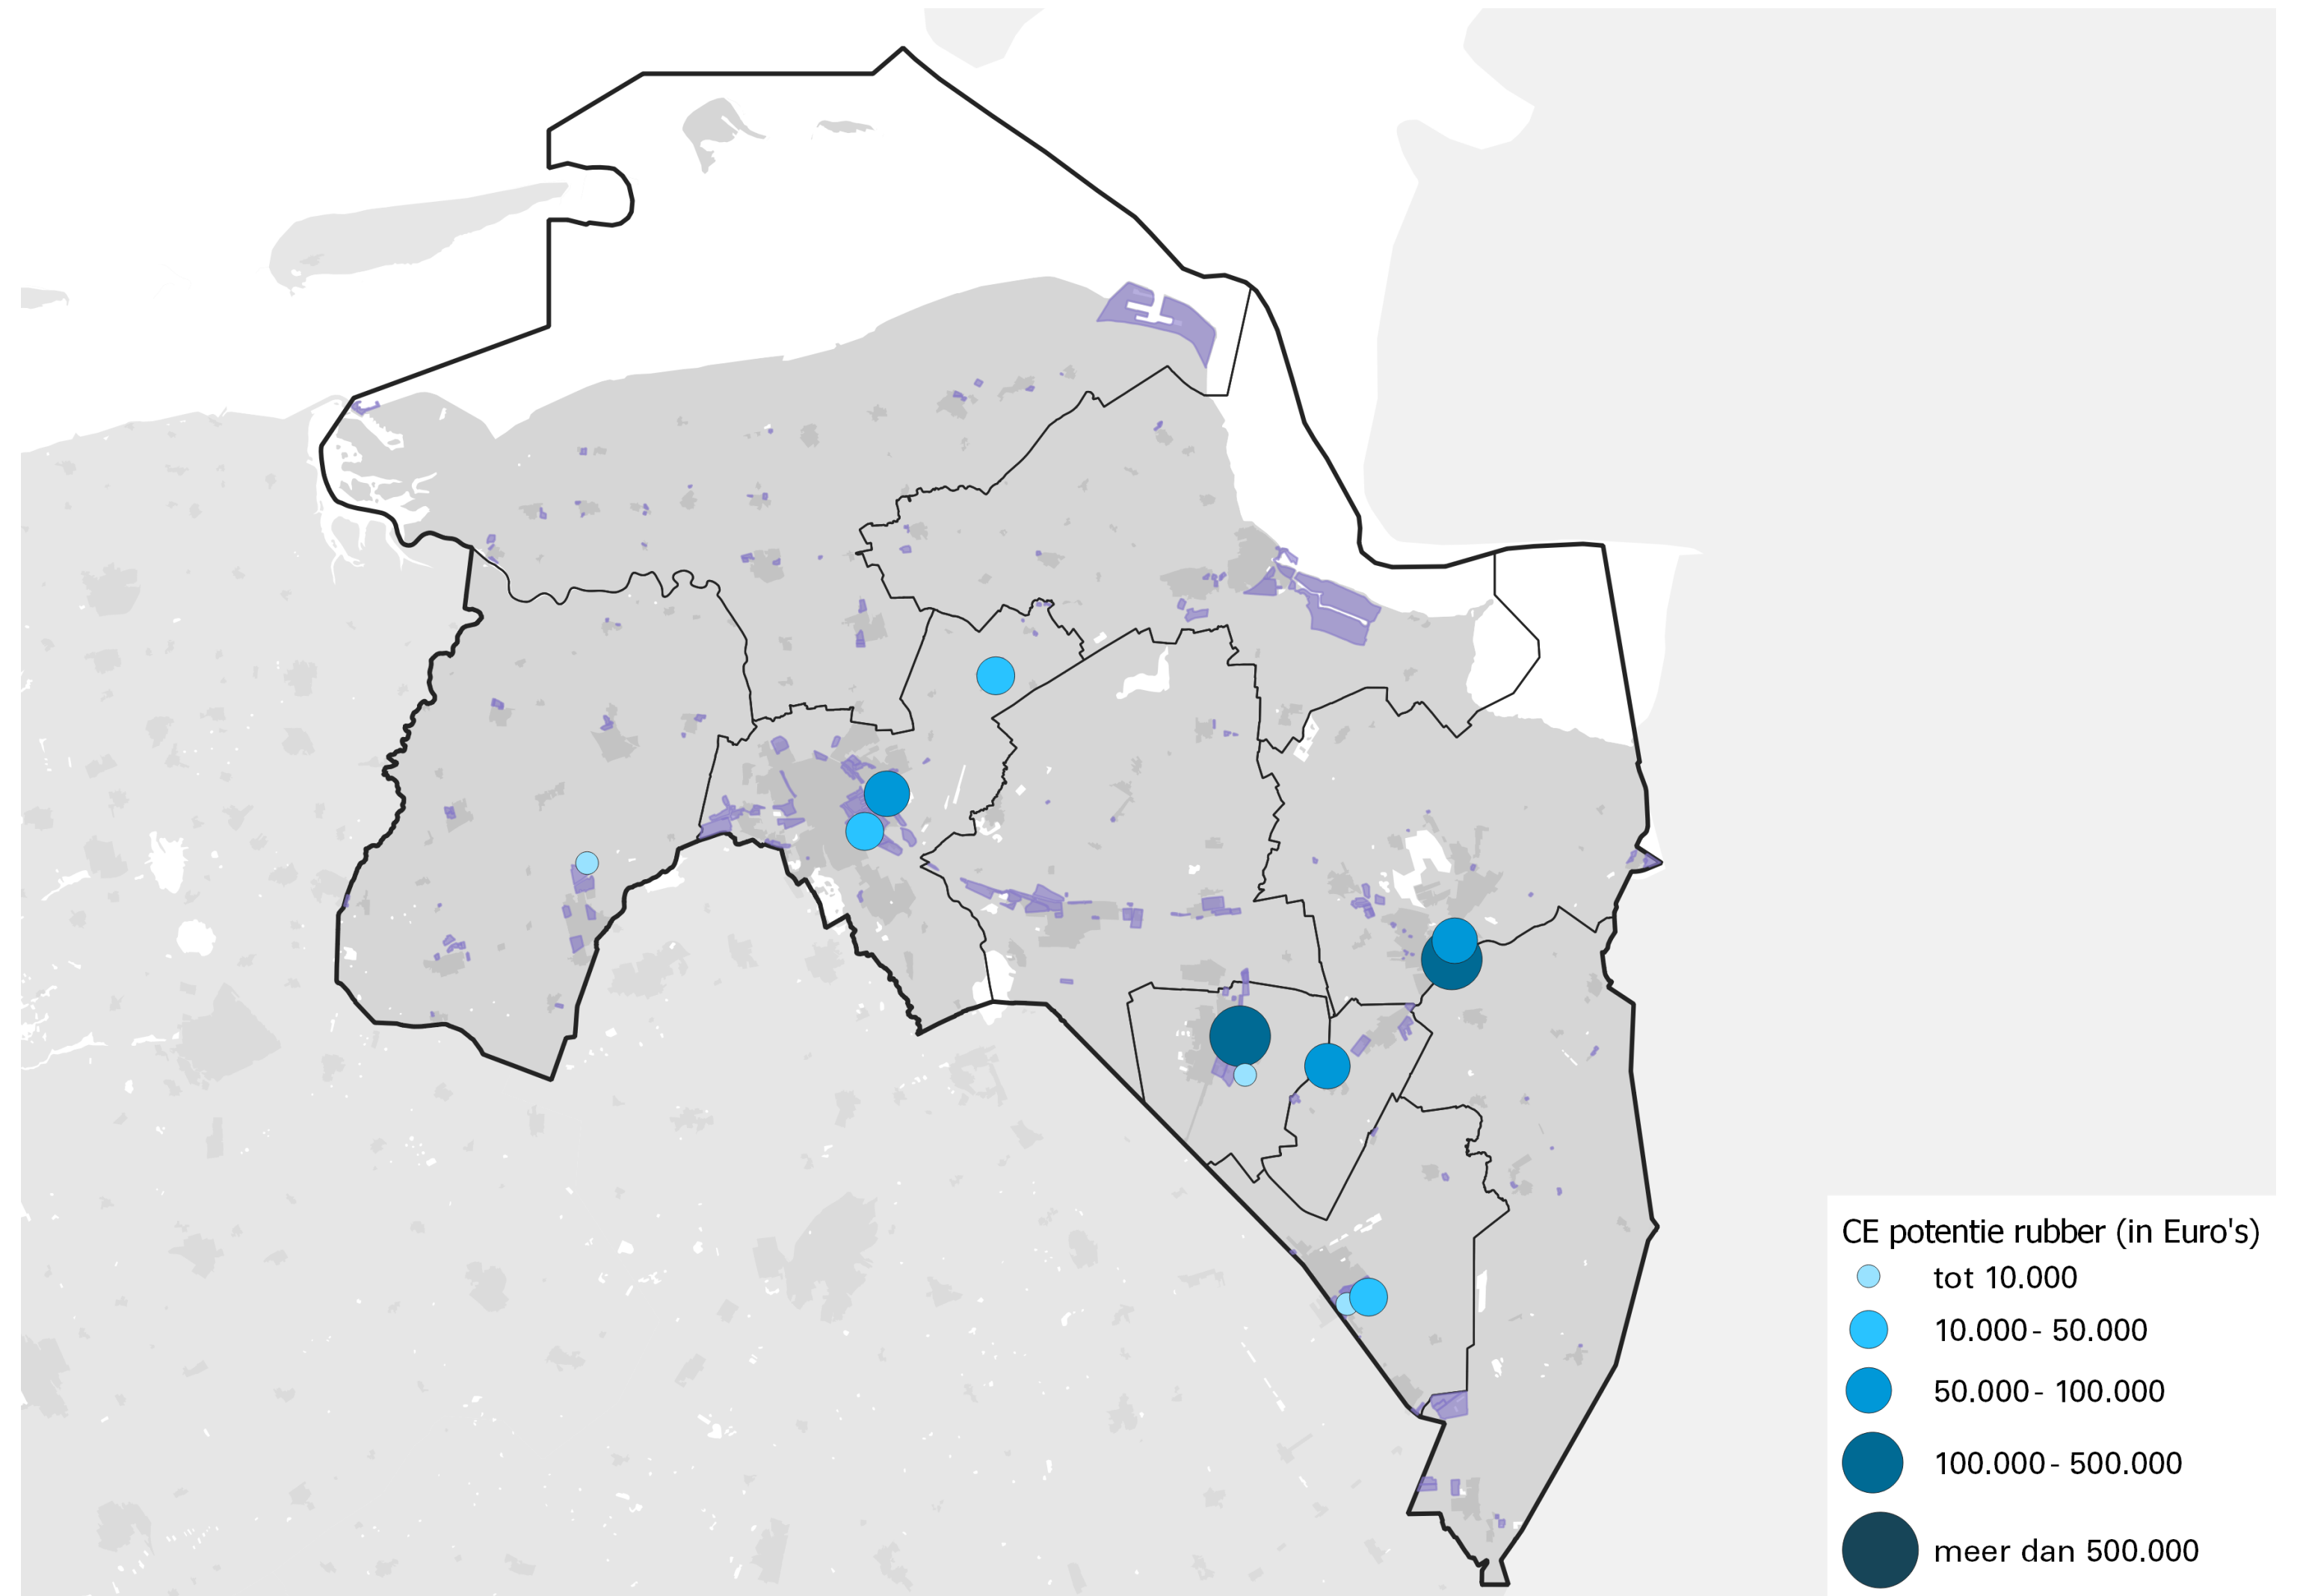 CE potentie rubber (in Euro's)
tot 10.000
10.000 - 50.000
50.000 - 100.000
100.000 - 500.000
meer dan 500.000